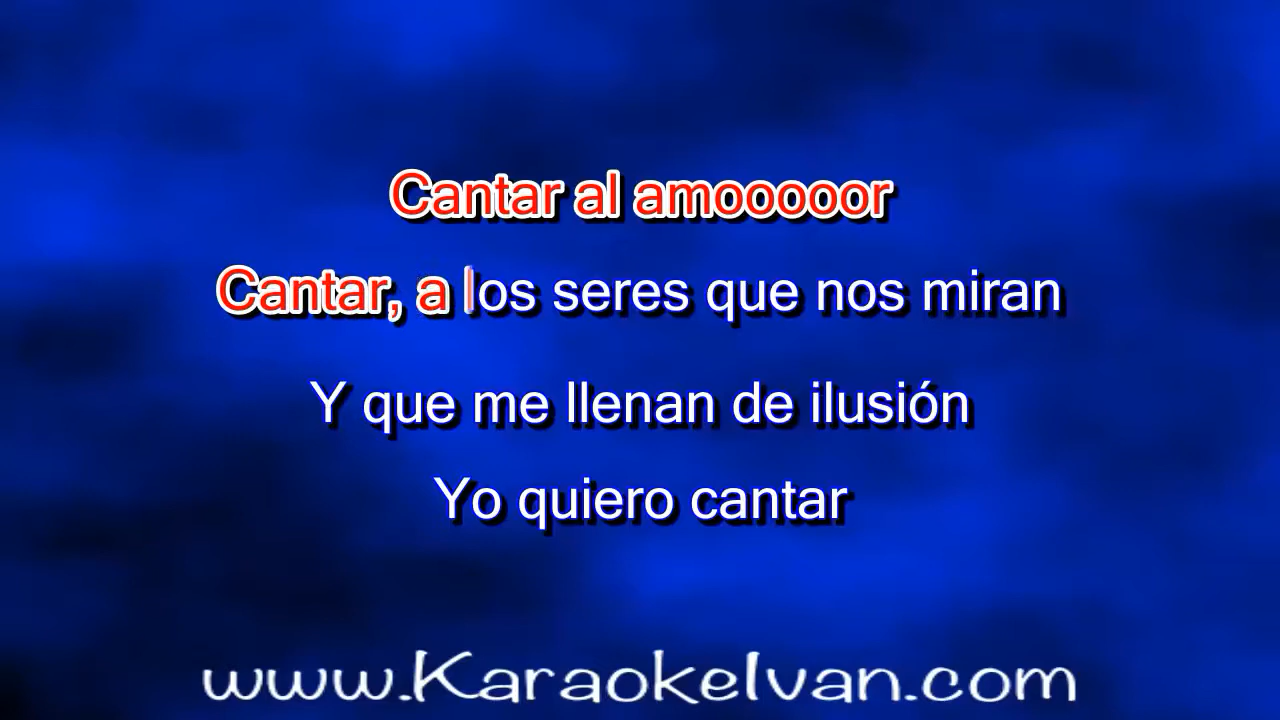 Cantar al amooooor
Cantar, a los seres que nos miran
Y que me llenan de ilusión
Yo quiero cantar
www.KaraokeIvan.com